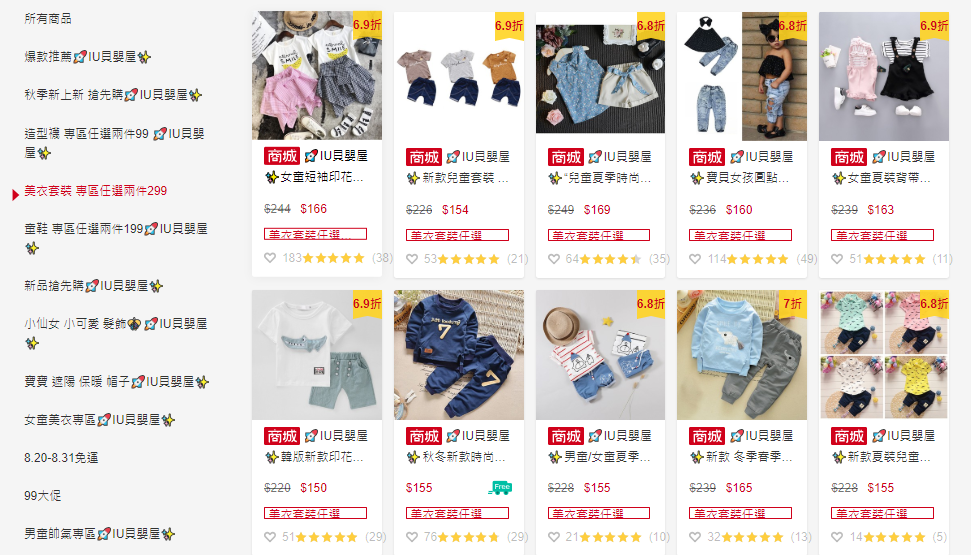 所有商品
爆款推薦🚀IU貝嬰屋✨
秋季新上新 搶先購🚀IU貝嬰屋✨
造型襪 專區任選兩件99 🚀IU貝嬰
屋✨
美衣套裝 專區任選兩件299
童鞋 專區任選兩件199🚀IU貝嬰屋
✨
新品搶先購🚀IU貝嬰屋✨
小仙女 小可愛 髮飾👑🚀IU貝嬰屋
✨
寶寶 遮陽 保暖 帽子🚀IU貝嬰屋✨
女童美衣專區🚀IU貝嬰屋✨
8.20-8.31免運
99大促
男童帥氣專區🚀IU貝嬰屋✨
6.9折
商城 🚀IU貝嬰屋
✨女童短袖印花...
$244 $166
美衣套裝任選...
183 (38)
6.9折
商城 🚀IU貝嬰屋
✨新款兒童套裝 ...
$226 $154
美衣套裝任選
53 (21)
6.8折
商城 🚀IU貝嬰屋
✨“兒童夏季時尚...
$249 $169
美衣套裝任選
64 (35)
6.8折
商城 🚀IU貝嬰屋
✨寶貝女孩圓點...
$236 $160
美衣套裝任選
114 (49)
6.9折
商城 🚀IU貝嬰屋
✨女童夏裝背帶...
$239 $163
美衣套裝任選
51 (11)
6.9折
商城 🚀IU貝嬰屋
✨韓版新款印花...
$220 $150
美衣套裝任選
51 (29)
7
7
商城 🚀IU貝嬰屋
✨秋冬新款時尚...
$155 Free
美衣套裝任選
76 (29)
6.8折
商城 🚀IU貝嬰屋
✨男童/女童夏季...
$228 $155
美衣套裝任選
21 (10)
7折
商城 🚀IU貝嬰屋
✨新款 冬季春季...
$239 $165
美衣套裝任選
32 (13)
6.8折
商城 🚀IU貝嬰屋
✨新款夏裝兒童...
$228 $155
美衣套裝任選
14 (5)